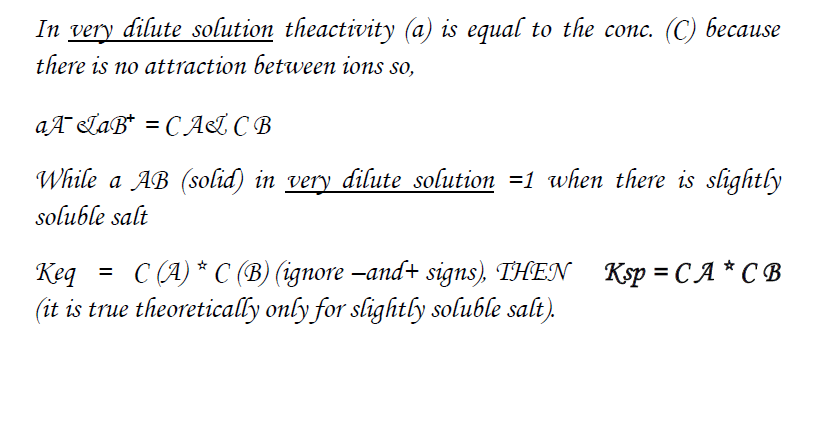 In very dilute solution theactivity (a) is equal to the conc. (C) because
there is no attraction between ions so,
aA⁻ &aB⁺ = C A& C B
While a AB (solid) in very dilute solution =1 when there is slightly
soluble salt
Keq = C (A) * C (B) (ignore –and+ signs), THEN Ksp = C A * C B
(it is true theoretically only for slightly soluble salt).